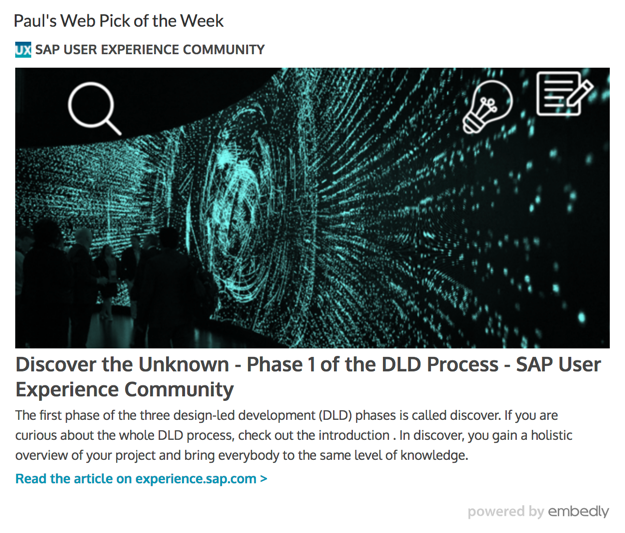 Paul's Web Pick of the Week
UX SAP USER EXPERIENCE COMMUNITY
Discover the Unknown - Phase 1 of the DLD Process - SAP User
Experience Community
The first phase of the three design-led development (DLD) phases is called discover. If you are
curious about the whole DLD process, check out the introduction . In discover, you gain a holistic
overview of your project and bring everybody to the same level of knowledge.
Read the article on experience.sap.com >
powered by embedly